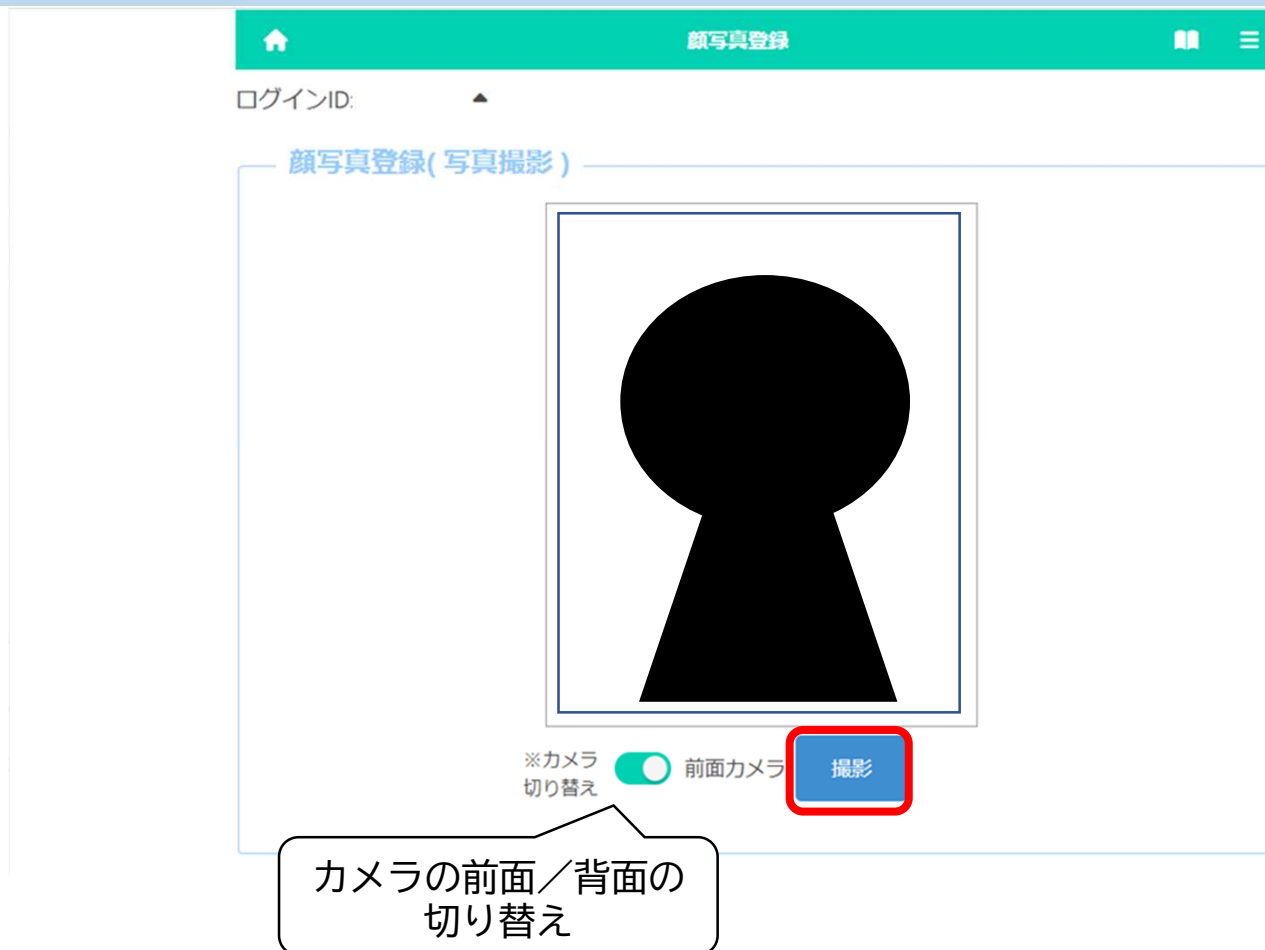 顔写真登録
ログインID:
顔写真登録( 写真撮影 )
※カメラ
切り替え
前面カメラ
撮影
カメラの前面／背面の
切り替え